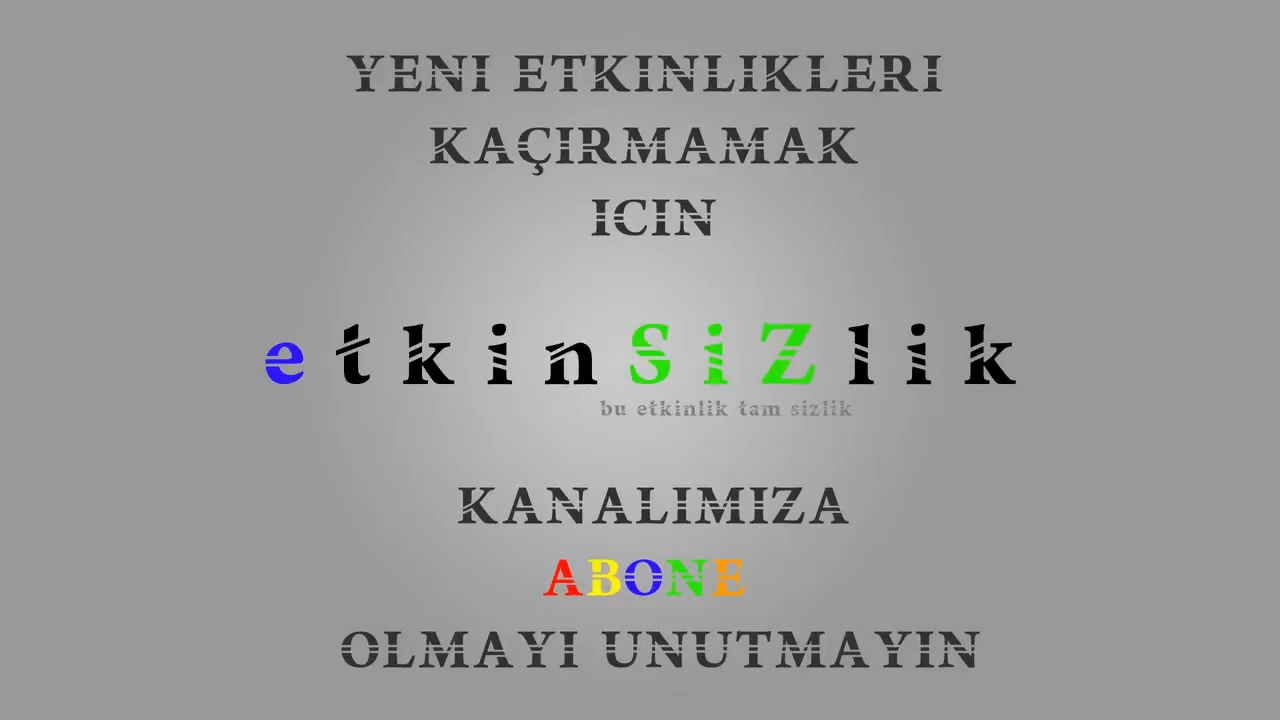 YENI ETKINLIKLERI
KAÇIRMAMAK
ICIN
etkinSiZlik
bu etkinlik tam sizlik
KANALIMIZA
ABONE
OLMAYI UNUTMAYIN